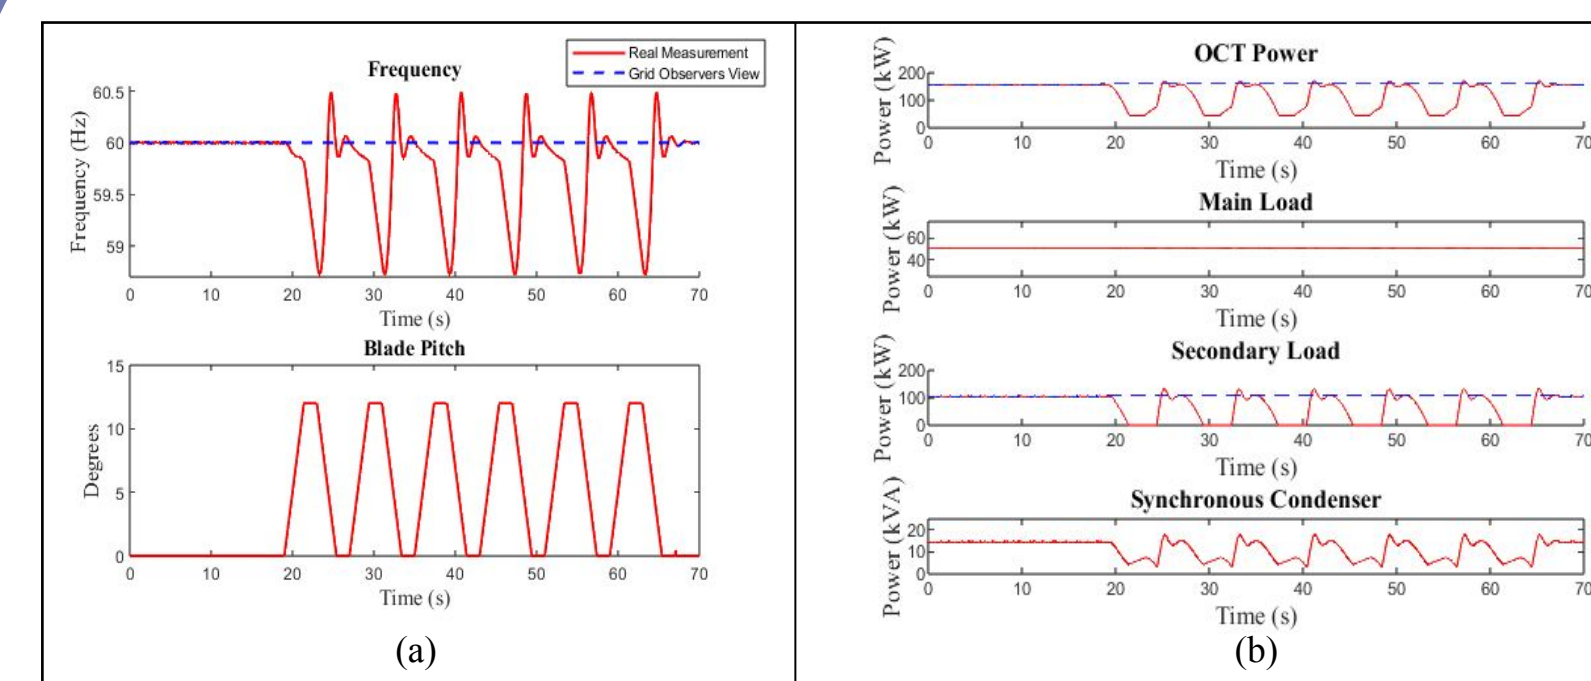 Real Measurement
Grid Observers View
Frequency
Frequency (Hz)
60.5
60
59.5
59
0 10 20 30 40 50 60 70
Time (s)
Blade Pitch
Degrees
15
10
5
0
0 10 20 30 40 50 60 70
Time (s)
(a)
OCT Power
Power (kW)
200
100
0
0 10 20 30 40 50 60 70
Time (s)
Main Load
Power (kW)
60
40
0 10 20 30 40 50 60 70
Time (s)
Secondary Load
Power (kW)
200
100
0
0 10 20 30 40 50 60 70
Time (s)
Synchronous Condenser
Power (kVA)
20
10
0
0 10 20 30 40 50 60 70
Time (s)
(b)